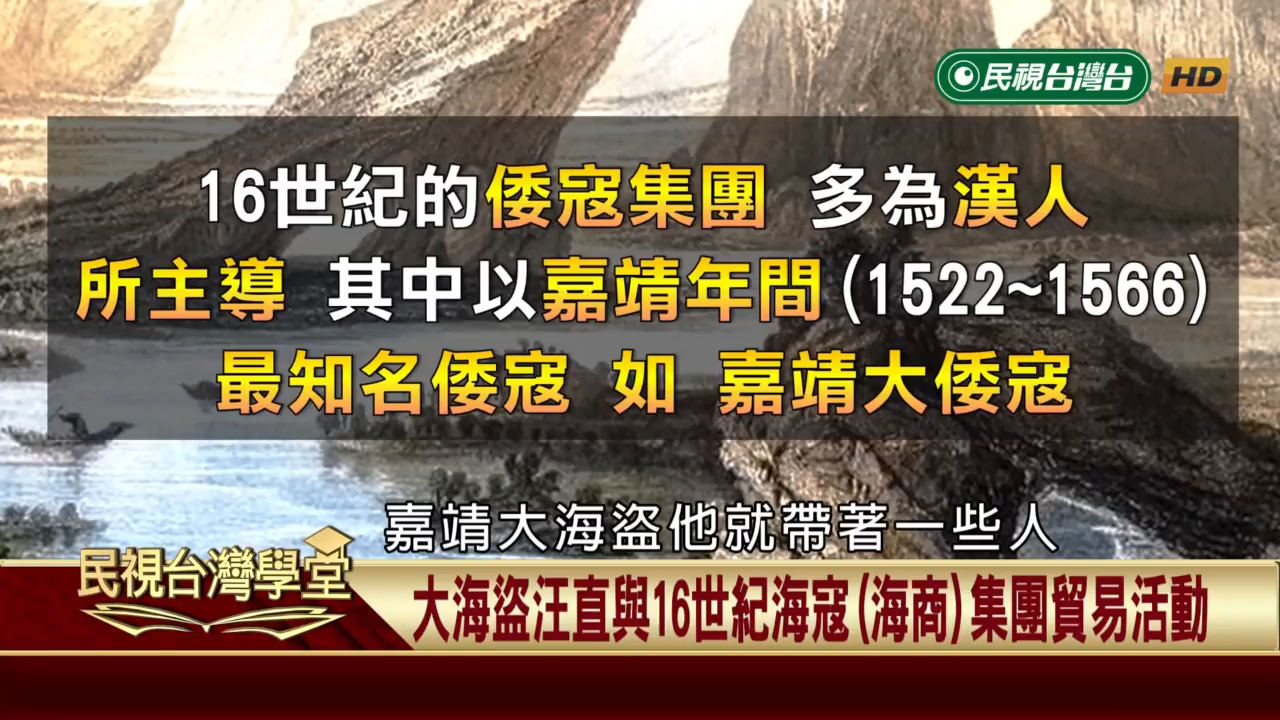 民視台灣台 HD
16世紀的倭寇集團 多為漢人
所主導 其中以嘉靖年間(1522~1566)
最知名倭寇 如 嘉靖大倭寇
嘉靖大海盜他就帶著一些人
民視台灣學堂
大海盜汪直與16世紀海寇(海商)集團貿易活動